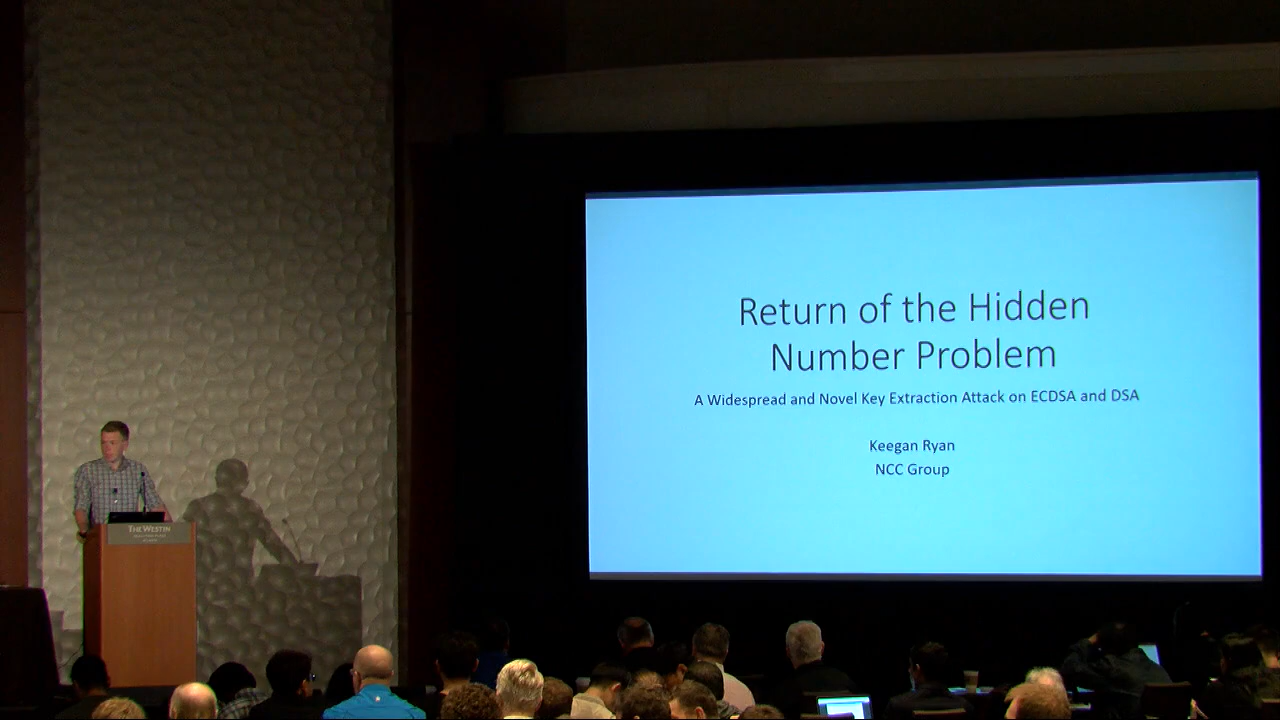 Return of the Hidden
Number Problem
A Widespread and Novel Key Extraction Attack on ECDSA and DSA
Keegan Ryan
NCC Group
THE WESTIN